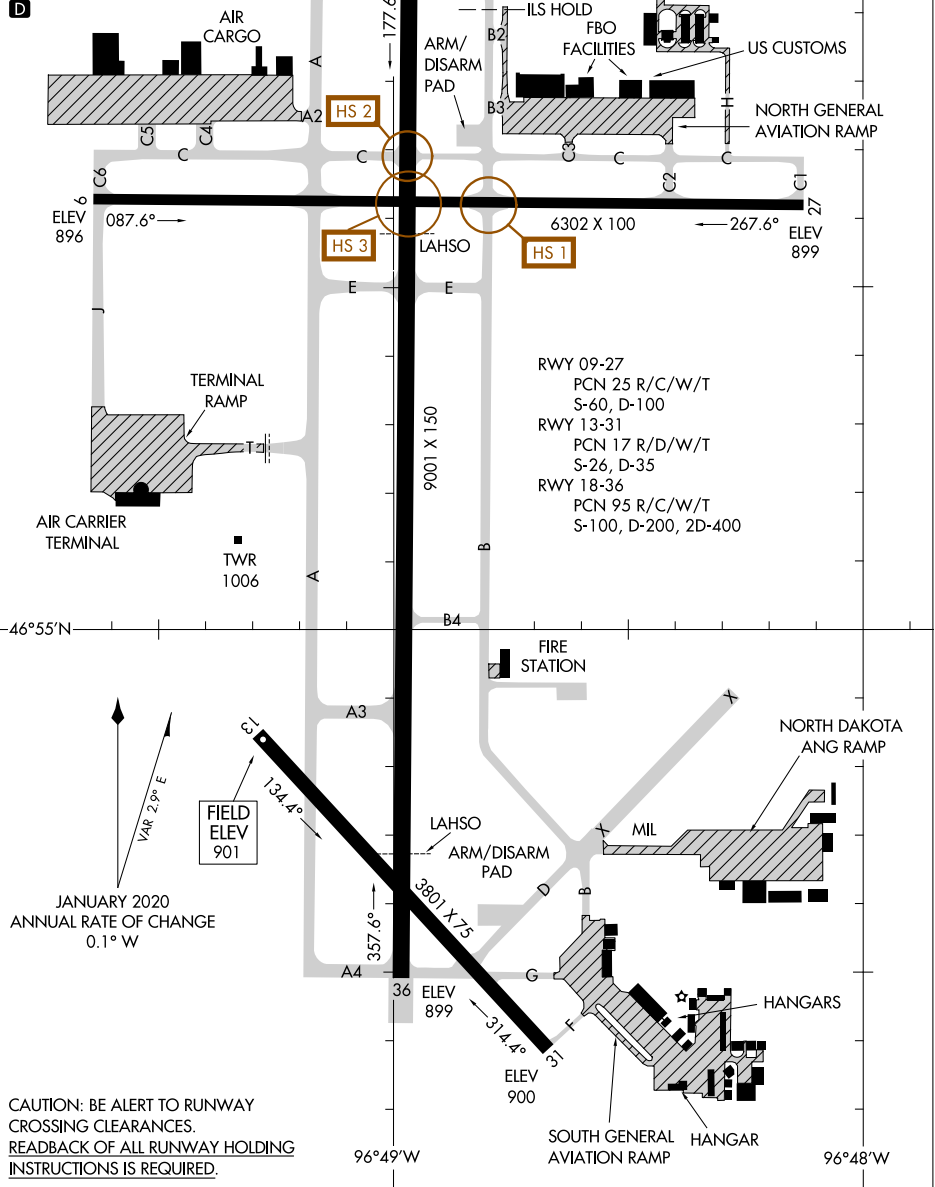 D
AIR
CARGO
A
177.6
ILS HOLD
B2
FBO
FACILITIES
US CUSTOMS
ARM/
DISARM
PAD
B3
H
NORTH GENERAL
AVIATION RAMP
A2
HS 2
C5
C4
C
C
C3
C
C
C6
C2
C1
6
087.6°
ELEV
896
HS 3
LAHSO
HS 1
6302 X 100
267.6°
27
ELEV
899
E
E
J
TERMINAL
RAMP
T
9001 X 150
RWY 09-27
PCN 25 R/C/W/T
S-60, D-100
RWY 13-31
PCN 17 R/D/W/T
S-26, D-35
RWY 18-36
PCN 95 R/C/W/T
S-100, D-200, 2D-400
AIR CARRIER
TERMINAL
TWR
1006
A
B
B4
46°55'N
FIRE
STATION
A3
X
NORTH DAKOTA
ANG RAMP
13
134.4°
VAR 2.9° E
FIELD
ELEV
901
LAHSO
ARM/DISARM
PAD
X
MIL
JANUARY 2020
ANNUAL RATE OF CHANGE
0.1° W
357.6°
3801 X 75
D
B
A4
G
36
ELEV
899
314.4°
F
31
ELEV
900
HANGARS
CAUTION: BE ALERT TO RUNWAY
CROSSING CLEARANCES.
READBACK OF ALL RUNWAY HOLDING
INSTRUCTIONS IS REQUIRED.
SOUTH GENERAL
AVIATION RAMP
HANGAR
96°49'W
96°48'W